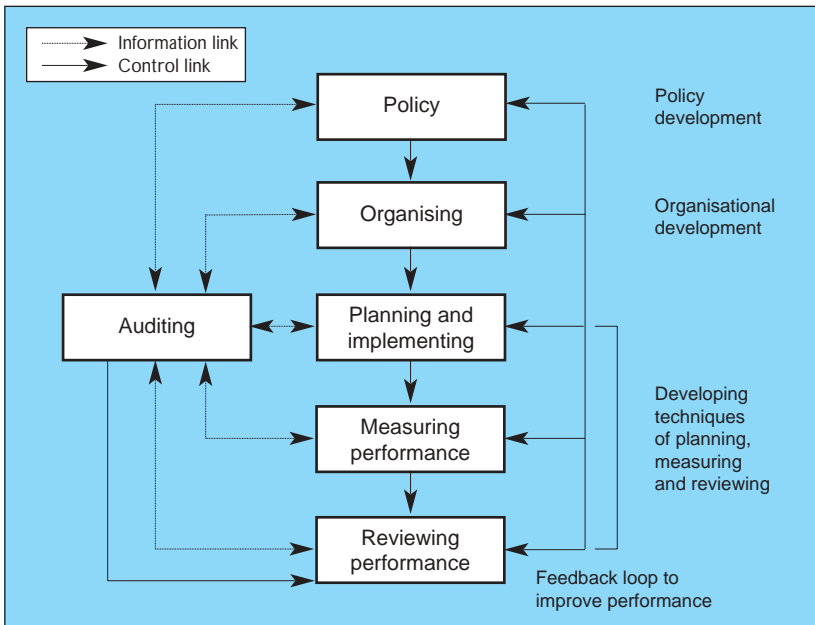 Information link
Control link
Policy
Policy
development
Organising
Organisational
development
Auditing
Planning and
implementing
Developing
techniques
of planning,
measuring
and reviewing
Measuring
performance
Reviewing
performance
Feedback loop to
improve performance